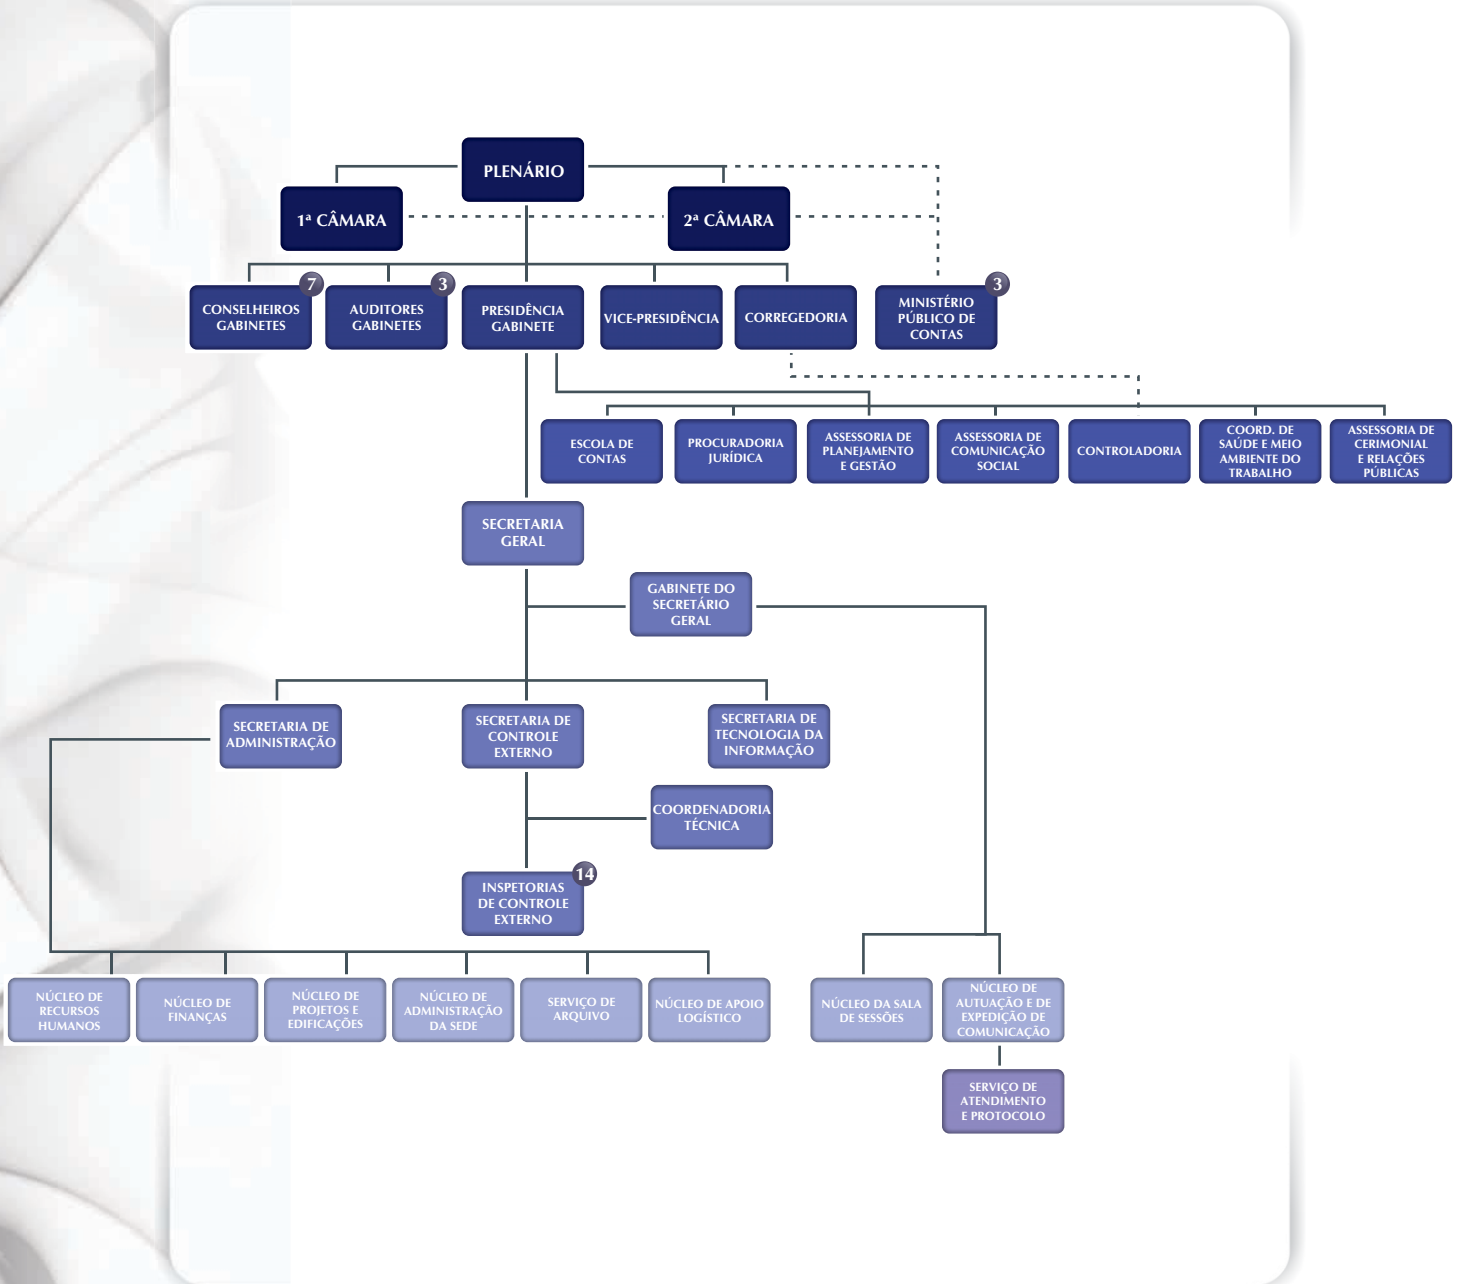 PLENÁRIO
1ª CÂMARA
2ª CÂMARA
7
CONSELHEIROS
GABINETES
3
AUDITORES
GABINETES
PRESIDÊNCIA
GABINETE
VICE-PRESIDÊNCIA
CORREGEDORIA
3
MINISTÉRIO
PÚBLICO DE
CONTAS
ESCOLA DE
CONTAS
PROCURADORIA
JURÍDICA
ASSESSORIA DE
PLANEJAMENTO
E GESTÃO
ASSESSORIA DE
COMUNICAÇÃO
SOCIAL
CONTROLADORIA
COORD. DE
SAÚDE E MEIO
AMBIENTE DO
TRABALHO
ASSESSORIA DE
CERIMONIAL
E RELAÇÕES
PÚBLICAS
SECRETARIA
GERAL
GABINETE DO
SECRETÁRIO
GERAL
SECRETARIA DE
ADMINISTRAÇÃO
SECRETARIA DE
CONTROLE
EXTERNO
SECRETARIA DE
TECNOLOGIA DA
INFORMAÇÃO
COORDENADORIA
TÉCNICA
14
INSPETORIAS
DE CONTROLE
EXTERNO
NÚCLEO DE
RECURSOS
HUMANOS
NÚCLEO DE
FINANÇAS
NÚCLEO DE
PROJETOS E
EDIFICAÇÕES
NÚCLEO DE
ADMINISTRAÇÃO
DA SEDE
SERVIÇO DE
ARQUIVO
NÚCLEO DE APOIO
LOGÍSTICO
NÚCLEO DA SALA
DE SESSÕES
NÚCLEO DE
AUTUAÇÃO E DE
EXPEDIÇÃO DE
COMUNICAÇÃO
SERVIÇO DE
ATENDIMENTO
E PROTOCOLO